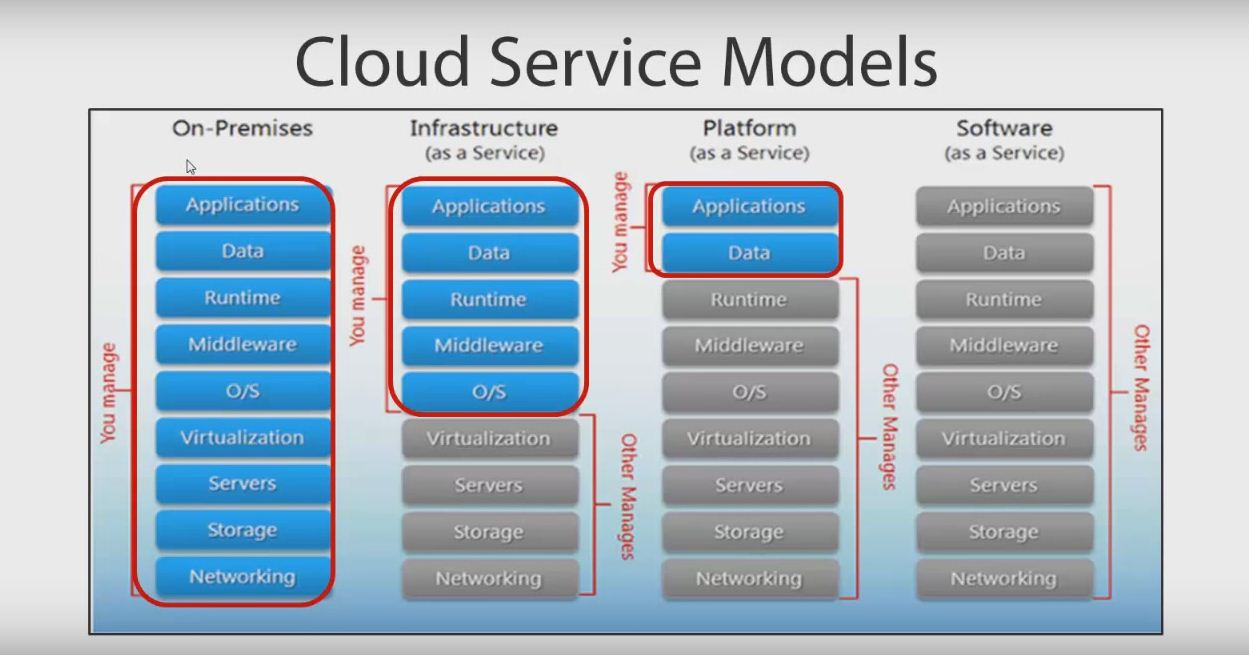 Cloud Service Models
On-Premises
Applications
Data
Runtime
Middleware
O/S
Virtualization
Servers
Storage
Networking
You manage
Infrastructure
(as a Service)
Applications
Data
Runtime
Middleware
O/S
Virtualization
Servers
Storage
Networking
You manage
Other Manages
Platform
(as a Service)
Applications
Data
Runtime
Middleware
O/S
Virtualization
Servers
Storage
Networking
You manage
Other Manages
Software
(as a Service)
Applications
Data
Runtime
Middleware
O/S
Virtualization
Servers
Storage
Networking
Other Manages